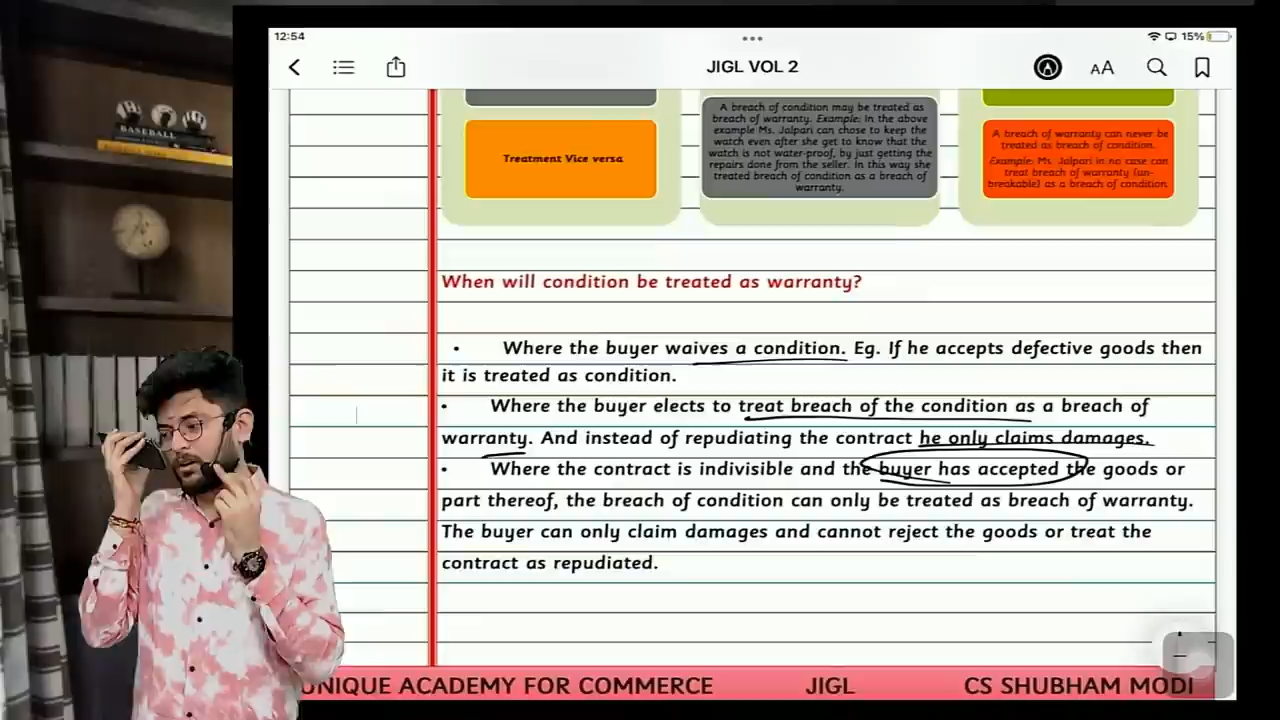 12:54
15%
JIGL VOL 2
AA
BASEBALL
Treatment Vice versa
A breach of condition may be treated as
breach of warranty. Example: In the above
example Ms. Jalpari can chose to keep the
watch even after she get to know that the
watch is not water-proof, by just getting the
repairs done from the seller. In this way she
treated breach of condition as a breach of
warranty.
A breach of warranty can never be
treated as breach of condition.
Example: Ms. Jalpari in no case can
treat breach of warranty (un-
breakable) as a breach of condition
When will condition be treated as warranty?
• Where the buyer waives a condition. Eg. If he accepts defective goods then
it is treated as condition.
• Where the buyer elects to treat breach of the condition as a breach of
warranty. And instead of repudiating the contract he only claims damages.
• Where the contract is indivisible and the buyer has accepted the goods or
part thereof, the breach of condition can only be treated as breach of warranty.
The buyer can only claim damages and cannot reject the goods or treat the
contract as repudiated.
UNIQUE ACADEMY FOR COMMERCE JIGL CS SHUBHAM MODI